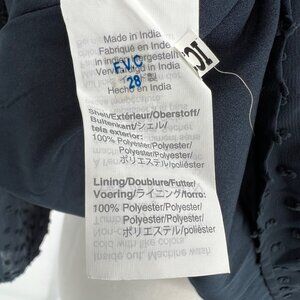 Made in India
Fabriqué en Inde
Vervaardigd in India
F.V.C
28
Hecho en India
Shell/Extérieur/Oberstoff/
Buitenkant/シェル/
tela exterior:
100% Polyester/Polyester/
Polyester/Polyester/
ポリエステル/poliéster
Lining/Doublure/Futter/
Voering/ライニング/forro:
100% Polyester/Polyester/
Polyester/Polyester/
ポリエステル/poliéster